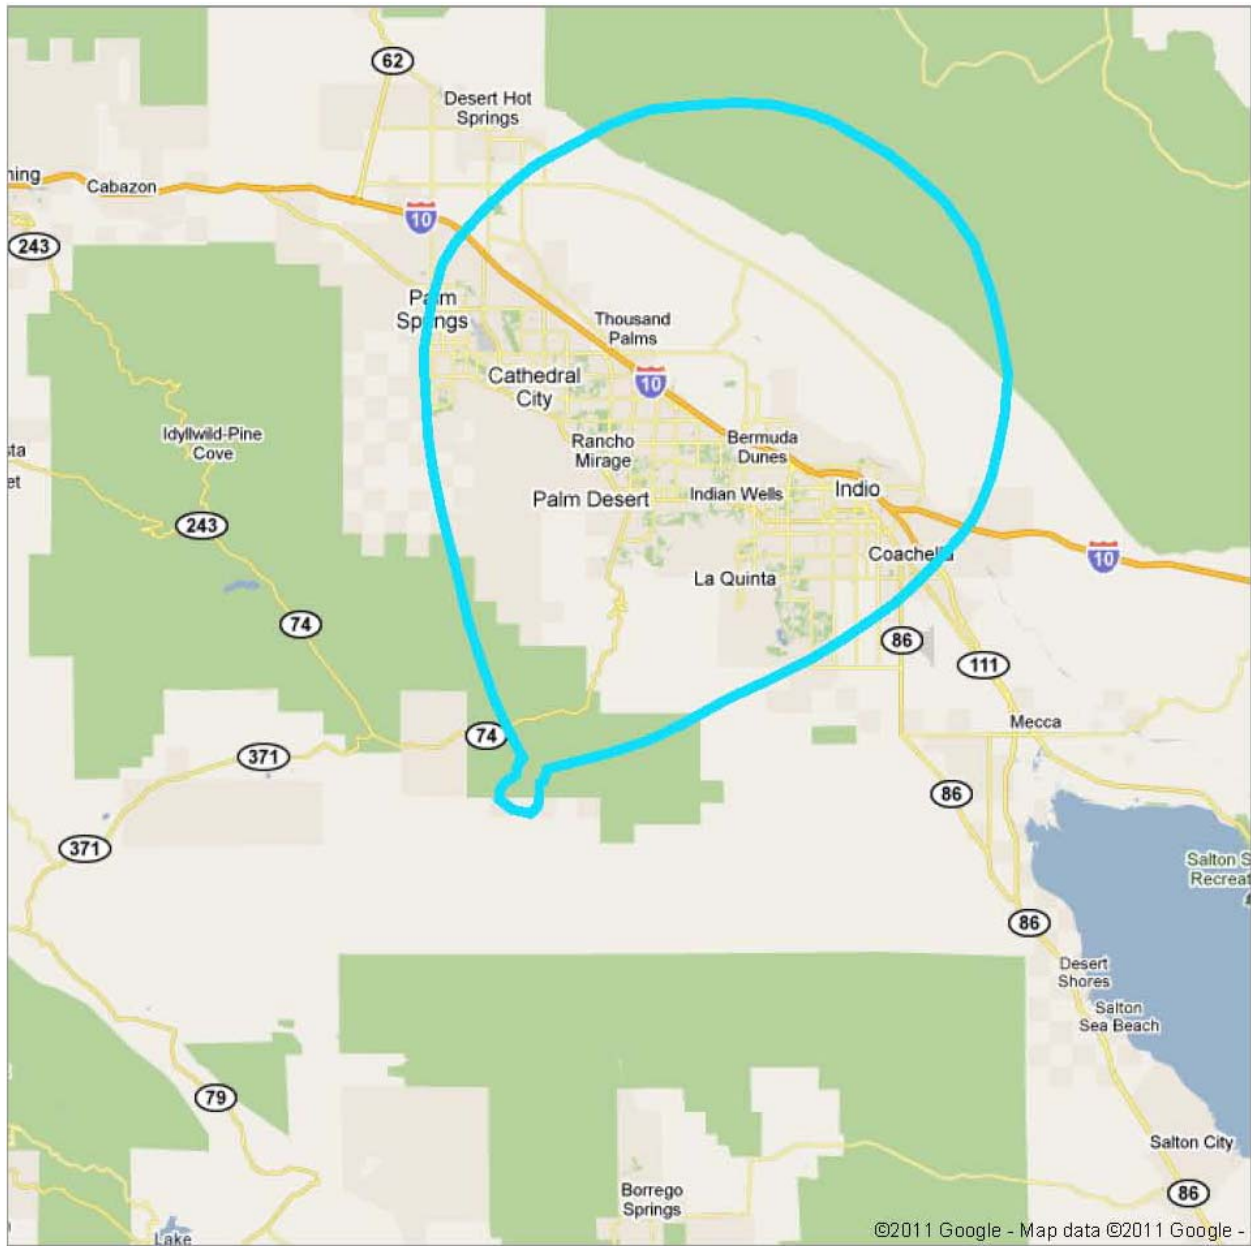 62
Desert Hot
Springs
ning
Cabazon
10
243
Palm
Springs
Thousand
Palms
Cathedral
City
10
Idyllwild-Pine
Cove
sta
et
Rancho
Mirage
Bermuda
Dunes
Palm Desert
Indian Wells
Indio
243
Coachella
10
La Quinta
74
86
111
74
Mecca
371
86
371
Salton S
Recreat
86
Desert
Shores
Salton
Sea Beach
79
Salton City
Borrego
Springs
86
Lake
©2011 Google - Map data ©2011 Google -